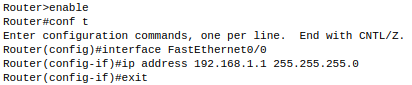 Router>enable
Router#conf t
Enter configuration commands, one per line.  End with CNTL/Z.
Router(config)#interface FastEthernet0/0
Router(config-if)#ip address 192.168.1.1 255.255.255.0
Router(config-if)#exit